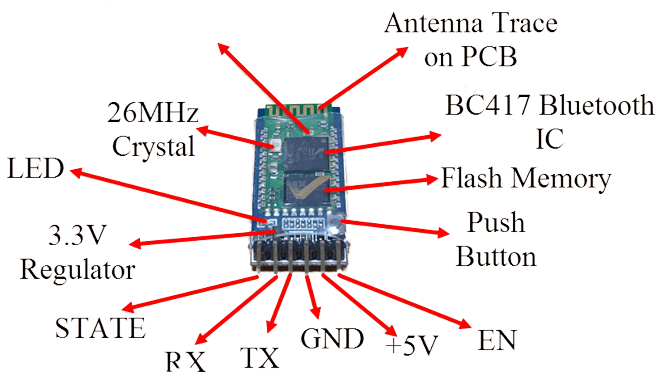 Antenna Trace
on PCB
26MHz
Crystal
BC417 Bluetooth
IC
LED
Flash Memory
3.3V
Regulator
Push
Button
STATE
RX
TX
GND
+5V
EN